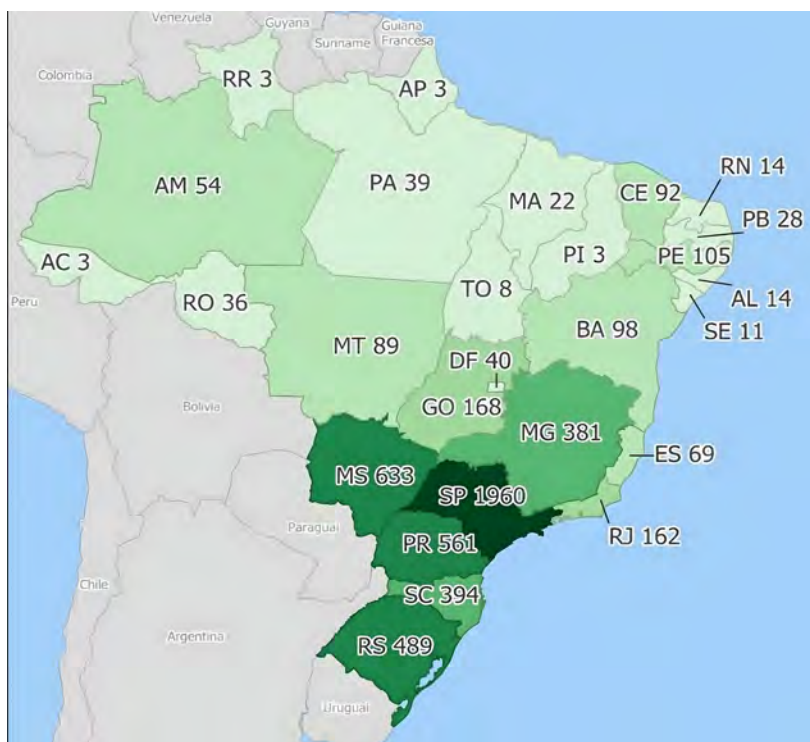 Venezuela
Guyana
Suriname
Guiana
Francesa
Colombia
RR 3
AP 3
AM 54
PA 39
MA 22
CE 92
RN 14
PB 28
PI 3
PE 105
AC 3
RO 36
TO 8
AL 14
SE 11
Peru
MT 89
BA 98
DF 40
GO 168
Bolivia
MG 381
ES 69
MS 633
SP 1960
RJ 162
Paraguai
PR 561
Chile
SC 394
Argentina
RS 489
Uruguai